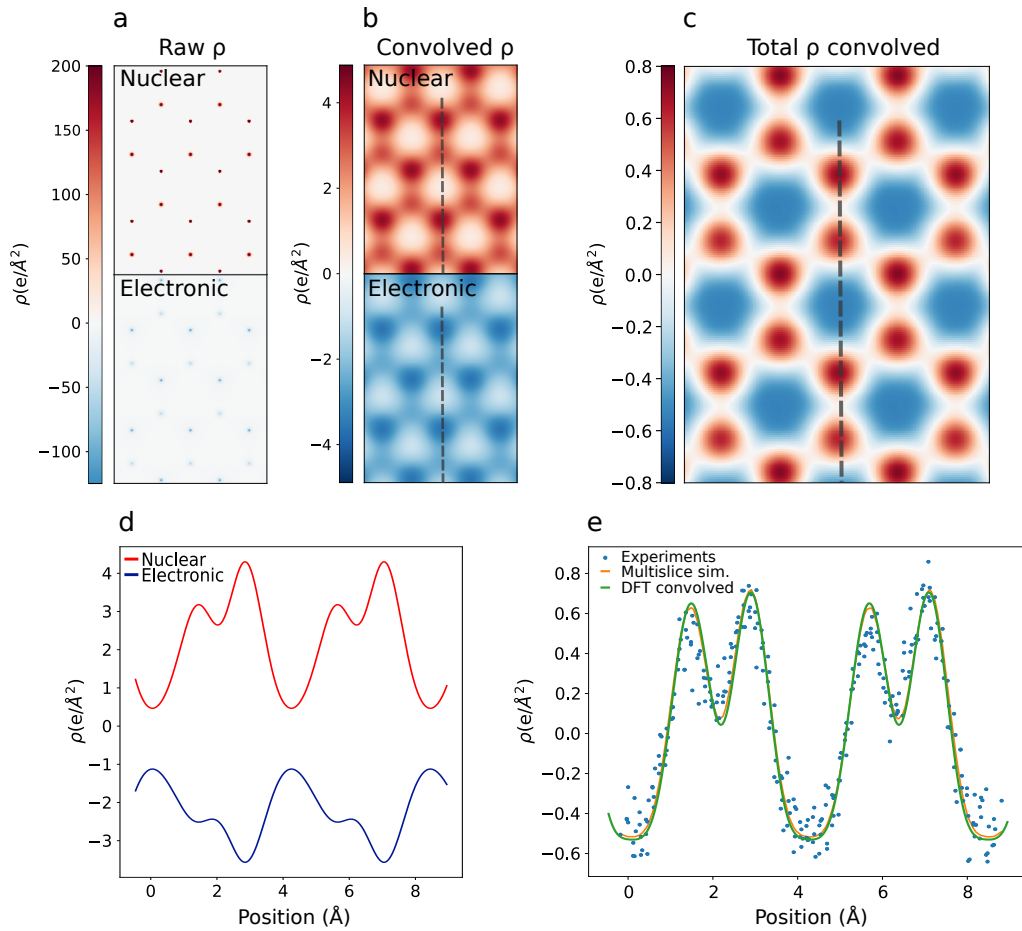 a
Raw ρ
Nuclear
Electronic
ρ(e/Å²)
200
150
100
50
0
−50
−100
b
Convolved ρ
Nuclear
Electronic
ρ(e/Å²)
4
2
0
−2
−4
c
Total ρ convolved
ρ(e/Å²)
0.8
0.6
0.4
0.2
0.0
−0.2
−0.4
−0.6
−0.8
d
Nuclear
Electronic
ρ(e/Å²)
4
3
2
1
0
−1
−2
−3
0 2 4 6 8
Position (Å)
e
Experiments
Multislice sim.
DFT convolved
ρ(e/Å²)
0.8
0.6
0.4
0.2
0.0
−0.2
−0.4
−0.6
0 2 4 6 8
Position (Å)